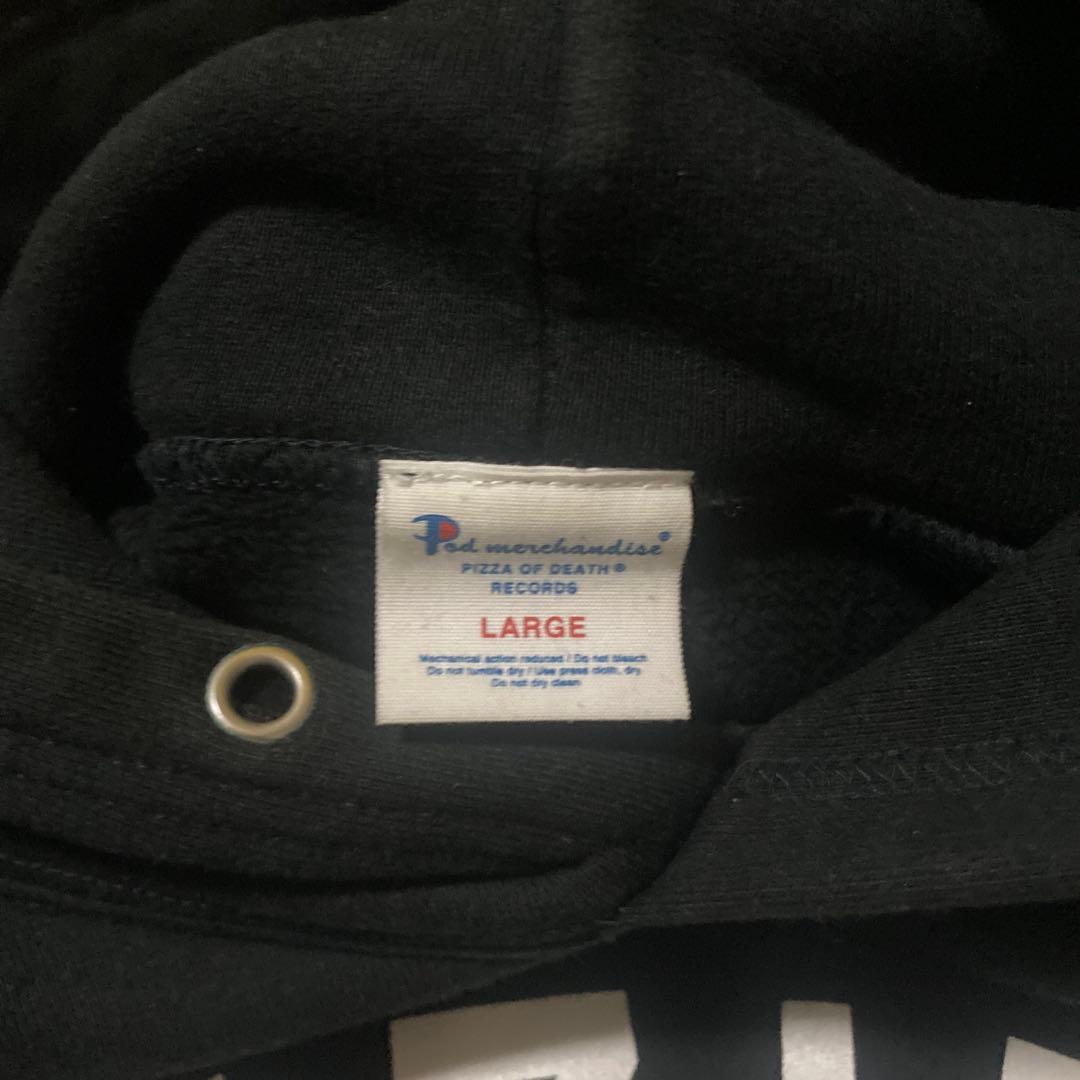 Pod merchandise®
PIZZA OF DEATH®
RECORDS
LARGE
Mechanical action reduced / Do not bleach
Do not tumble dry / Use press cloth, dry
Do not dry clean